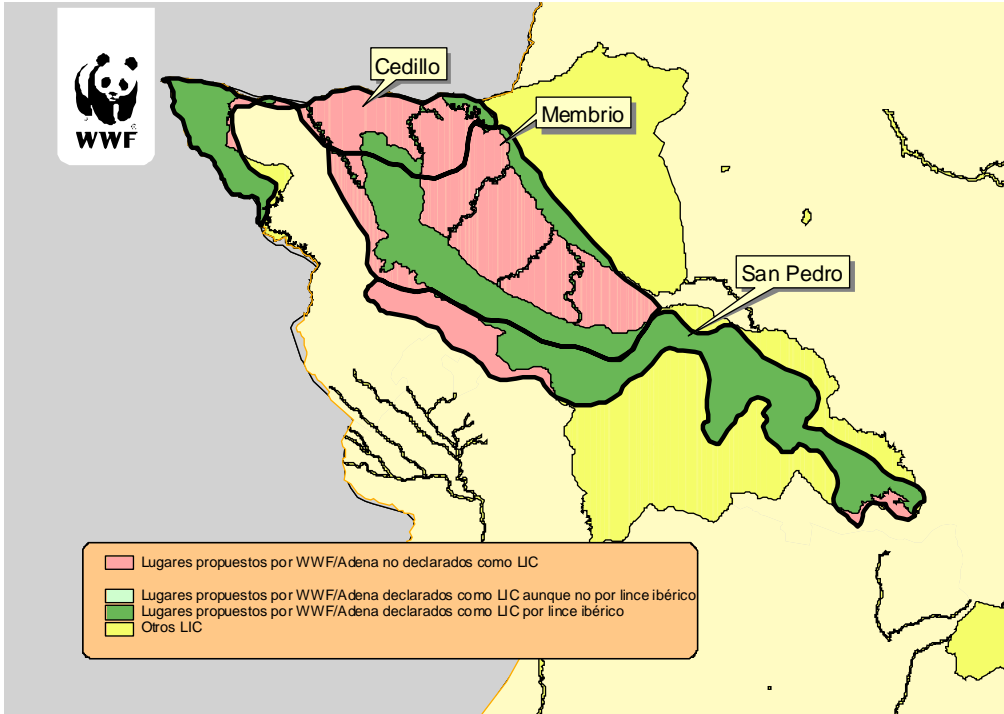 WWF
Cedillo
Membrio
San Pedro
Lugares propuestos por WWF/Adena no declarados como LIC
Lugares propuestos por WWF/Adena declarados como LIC aunque no por lince ibérico
Lugares propuestos por WWF/Adena declarados como LIC por lince ibérico
Otros LIC